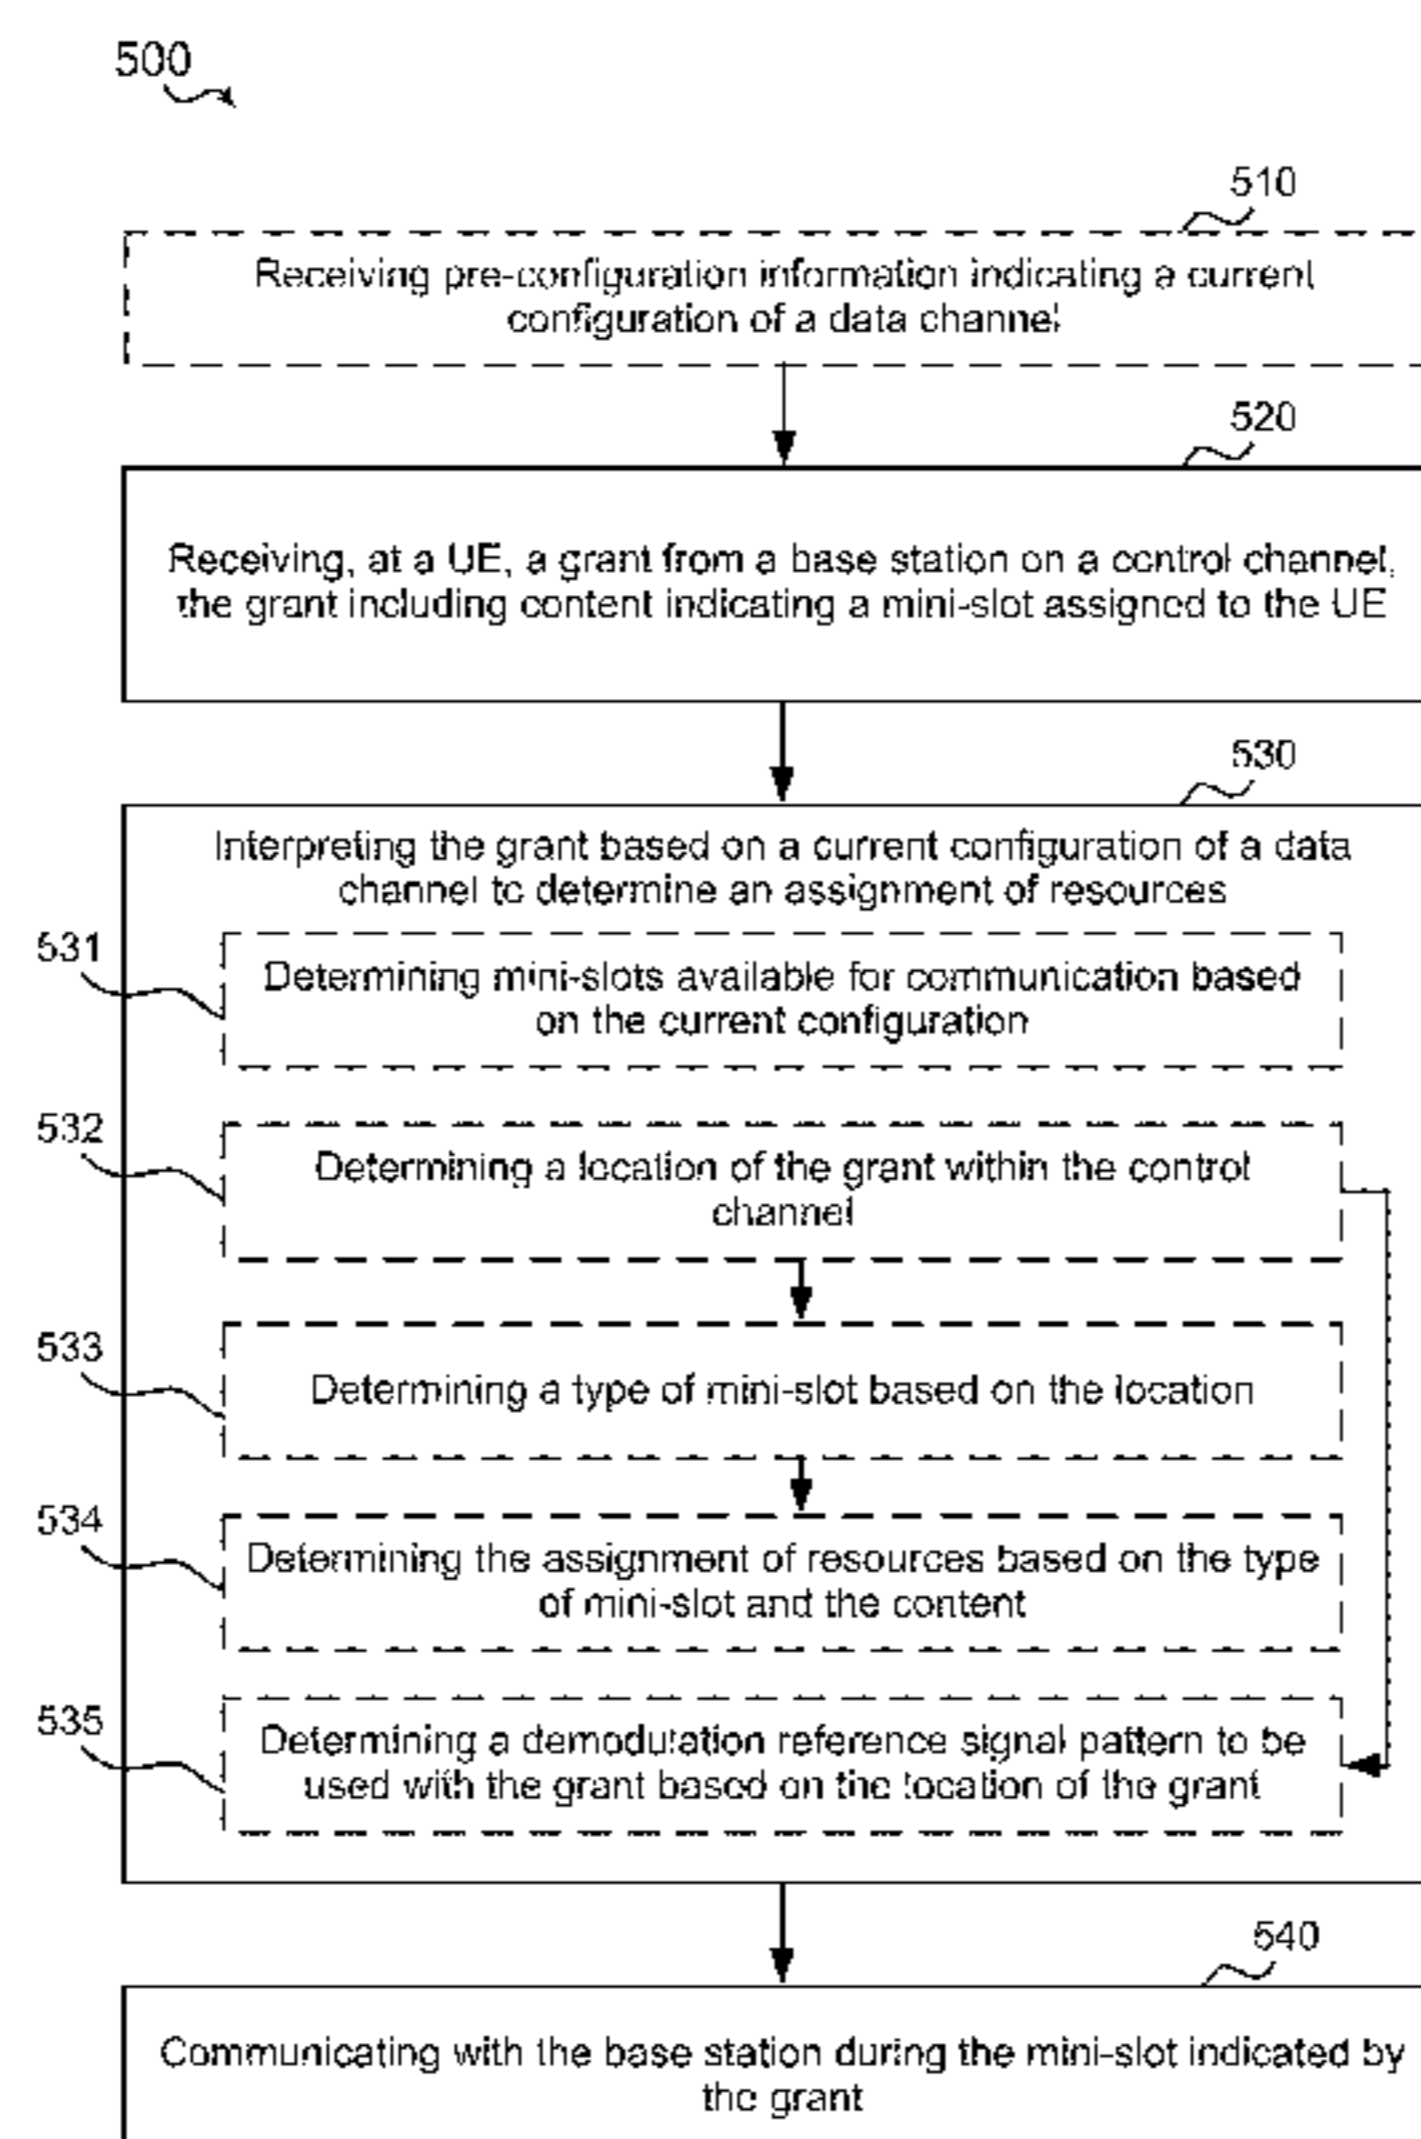 500
510
Receiving pre-configuration information indicating a current
configuration of a data channel
520
Receiving, at a UE, a grant from a base station on a control channel,
the grant including content indicating a mini-slot assigned to the UE
530
Interpreting the grant based on a current configuration of a data
channel to determine an assignment of resources
531
Determining mini-slots available for communication based
on the current configuration
532
Determining a location of the grant within the control
channel
533
Determining a type of mini-slot based on the location
534
Determining the assignment of resources based on the type
of mini-slot and the content
535
Determining a demodulation reference signal pattern to be
used with the grant based on the location of the grant
540
Communicating with the base station during the mini-slot indicated by
the grant